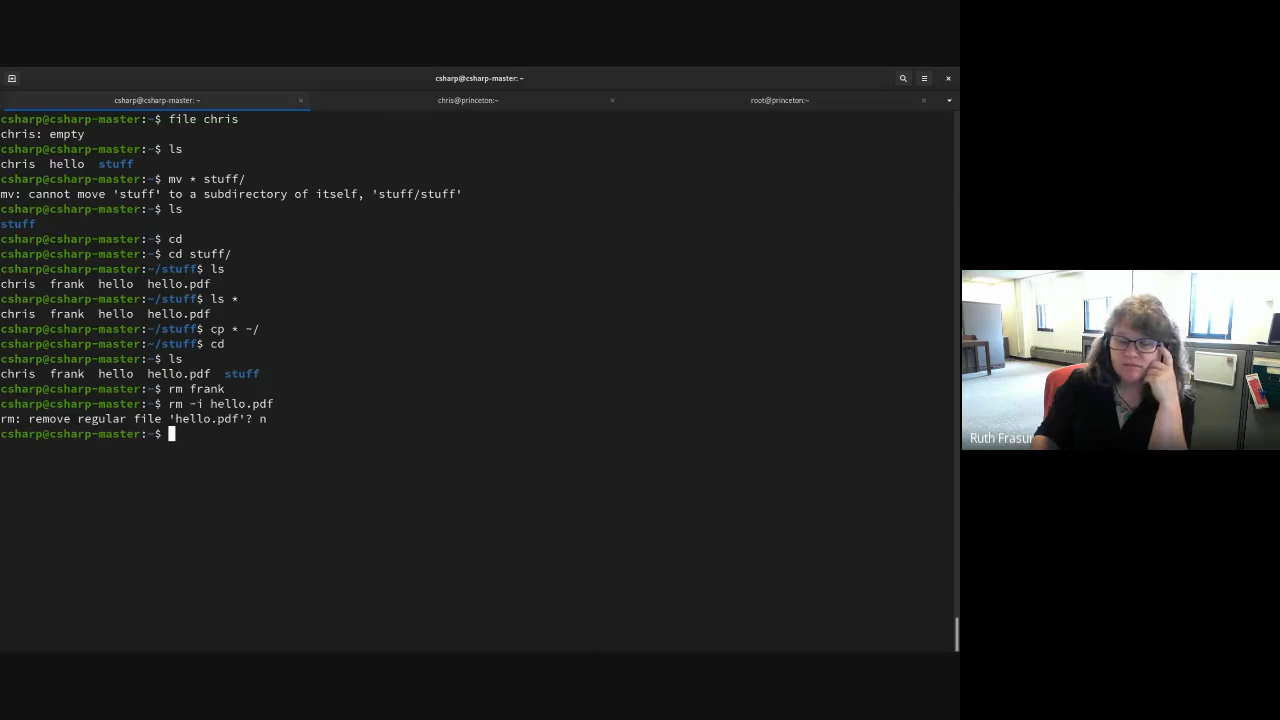 csharp@csharp-master: ~
csharp@csharp-master: ~
chris@princeton:~
root@princeton:~
csharp@csharp-master:~$ file chris
chris: empty
csharp@csharp-master:~$ ls
chris  hello  stuff
csharp@csharp-master:~$ mv * stuff/
mv: cannot move 'stuff' to a subdirectory of itself, 'stuff/stuff'
csharp@csharp-master:~$ ls
stuff
csharp@csharp-master:~$ cd
csharp@csharp-master:~$ cd stuff/
csharp@csharp-master:~/stuff$ ls
chris  frank  hello  hello.pdf
csharp@csharp-master:~/stuff$ ls *
chris  frank  hello  hello.pdf
csharp@csharp-master:~/stuff$ cp * ~/
csharp@csharp-master:~/stuff$ cd
csharp@csharp-master:~$ ls
chris  frank  hello  hello.pdf  stuff
csharp@csharp-master:~$ rm frank
csharp@csharp-master:~$ rm -i hello.pdf
rm: remove regular file 'hello.pdf'? n
csharp@csharp-master:~$
Ruth Frasur